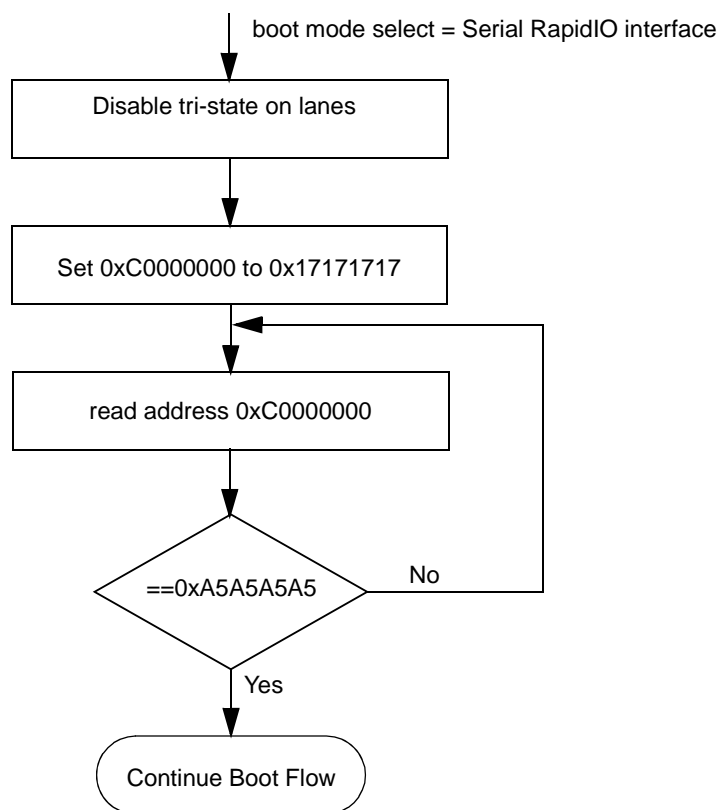 boot mode select = Serial RapidIO interface
Disable tri-state on lanes
Set 0xC0000000 to 0x17171717
read address 0xC0000000
==0xA5A5A5A5
No
Yes
Continue Boot Flow